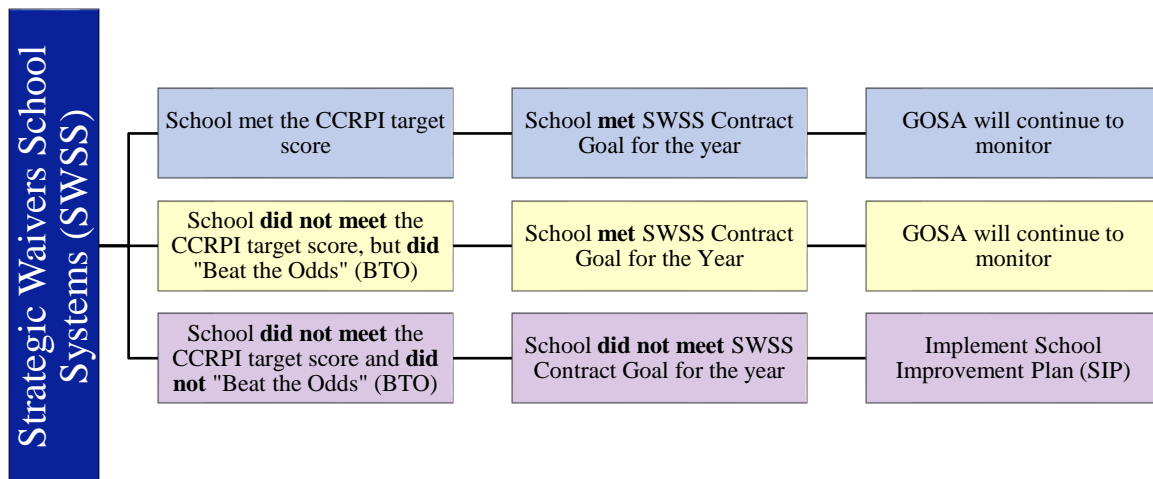 Strategic Waivers School
Systems (SWSS)
School met the CCRPI target
score
School met SWSS Contract
Goal for the year
GOSA will continue to
monitor
School did not meet the
CCRPI target score, but did
"Beat the Odds" (BTO)
School met SWSS Contract
Goal for the Year
GOSA will continue to
monitor
School did not meet the
CCRPI target score and did
not "Beat the Odds" (BTO)
School did not meet SWSS
Contract Goal for the year
Implement School
Improvement Plan (SIP)